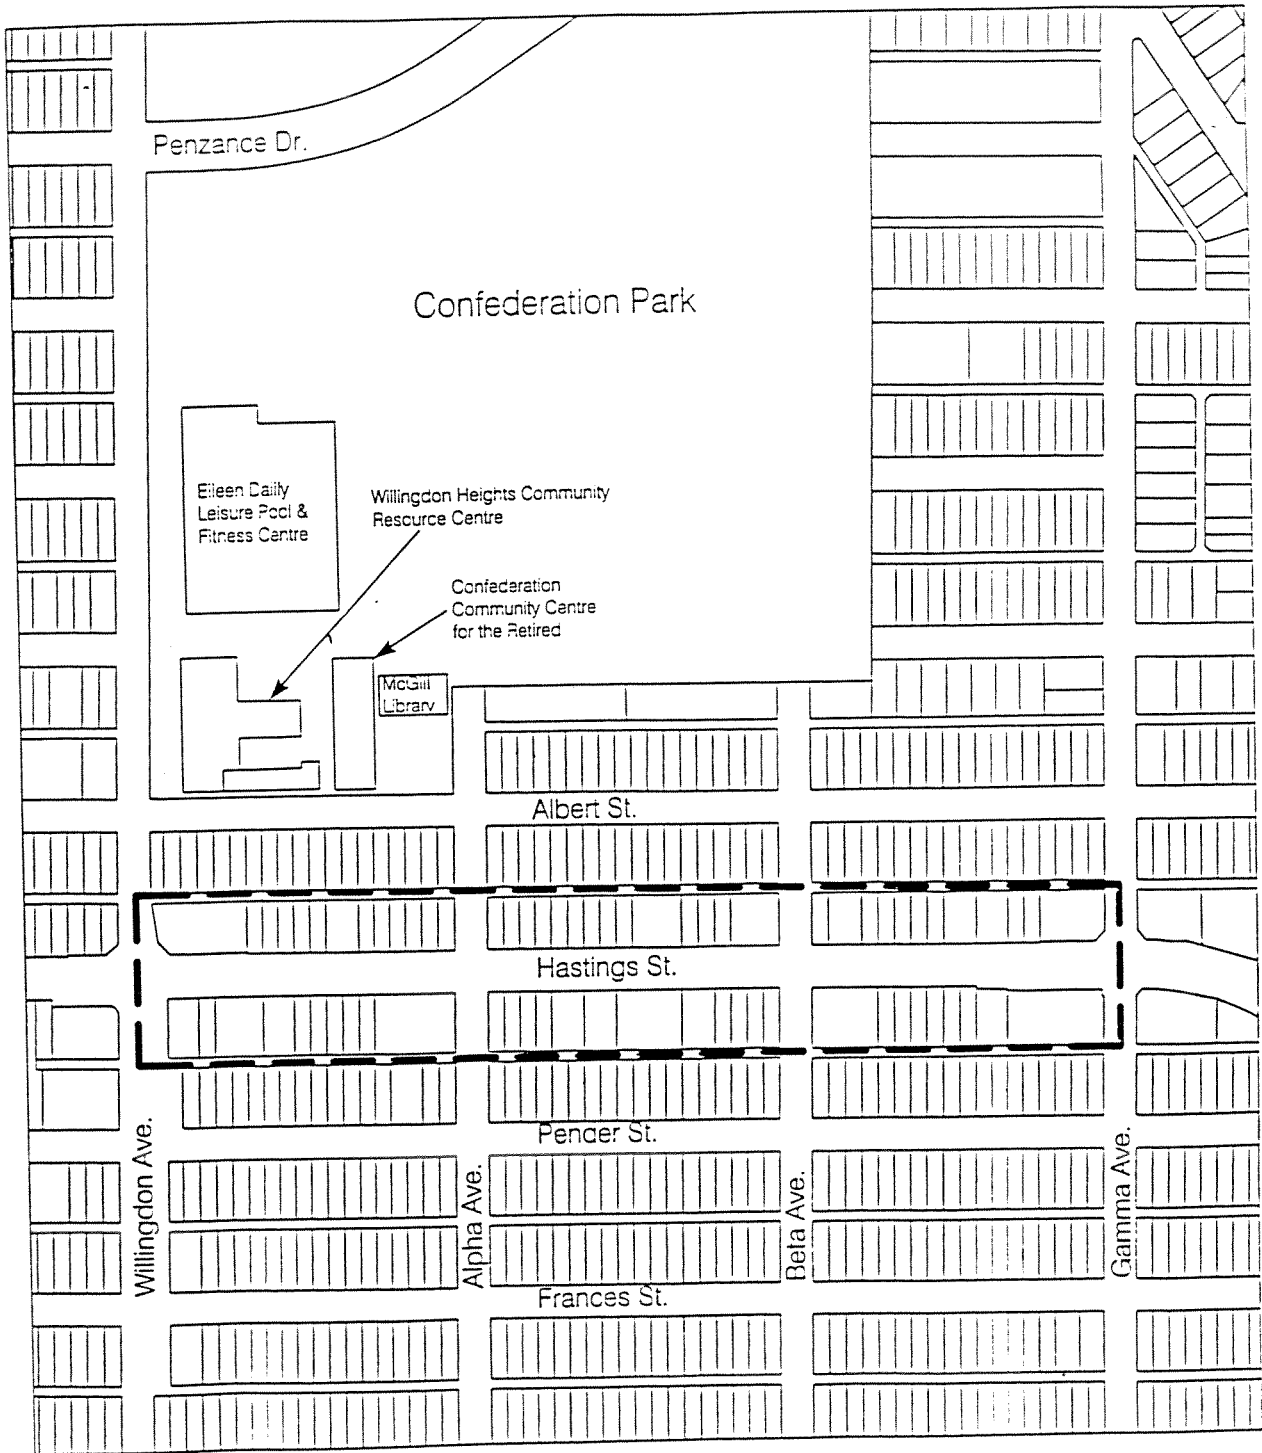 Penzance Dr.
Confederation Park
Eileen Dailly
Leisure Pool &
Fitness Centre
Willingdon Heights Community
Resource Centre
Confederation
Community Centre
for the Retired
McGill
Library
Albert St.
Hastings St.
Pender St.
Frances St.
Willingdon Ave.
Alpha Ave.
Beta Ave.
Gamma Ave.